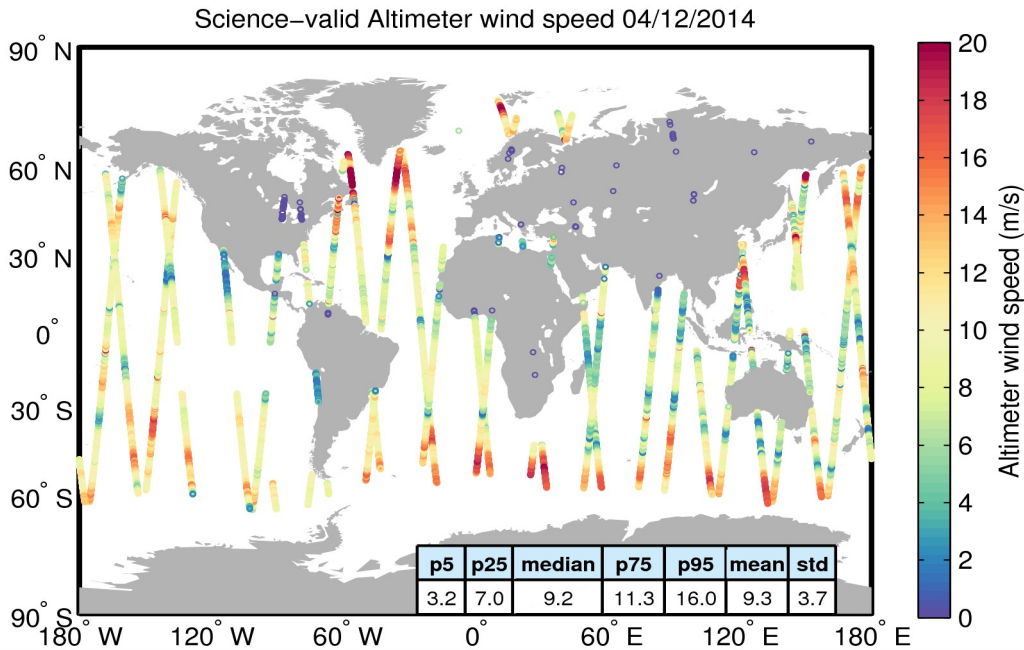 Science−valid Altimeter wind speed 04/12/2014
90° N
60° N
30° N
0°
30° S
60° S
90° S
180° W
120° W
60° W
0°
60° E
120° E
180° E
p5 p25 median p75 p95 mean std
3.2 7.0 9.2 11.3 16.0 9.3 3.7
20
18
16
14
12
10
8
6
4
2
0
Altimeter wind speed (m/s)